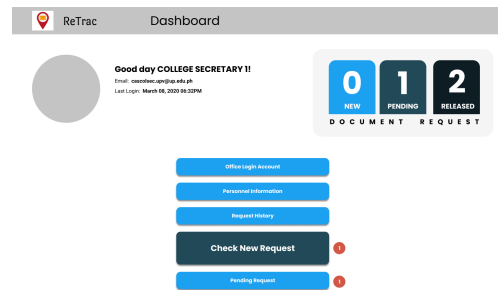 ReTrac
Dashboard
Good day COLLEGE SECRETARY 1!
Email: cascolsec.upv@up.edu.ph
Last Login: March 08, 2020 06:32PM
0 1 2
NEW PENDING RELEASED
DOCUMENT REQUEST
Office Login Account
Personnel Information
Request History
Check New Request 1
Pending Request 1